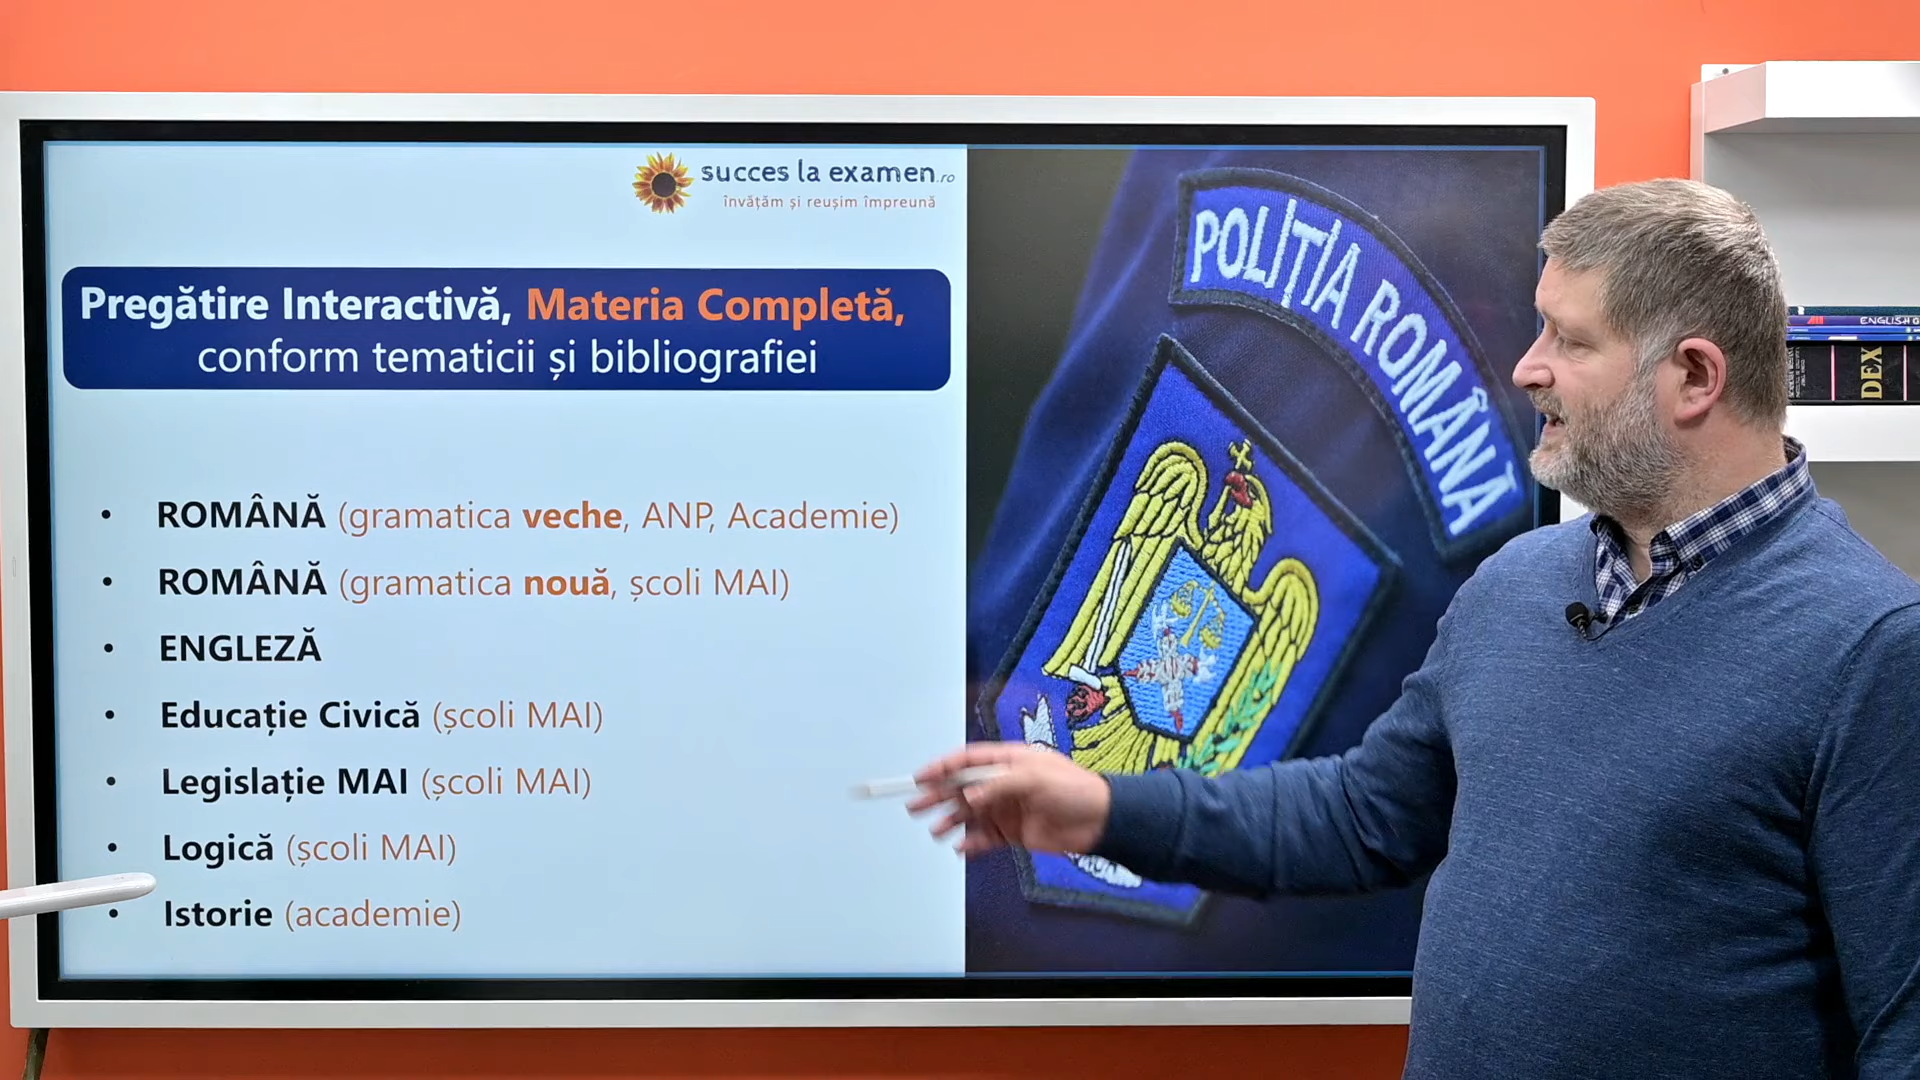 succes la examen.ro
învățăm și reușim împreună
Pregătire Interactivă, Materia Completă,
conform tematicii și bibliografiei
• ROMÂNĂ (gramatica veche, ANP, Academie)
• ROMÂNĂ (gramatica nouă, școli MAI)
• ENGLEZĂ
• Educație Civică (școli MAI)
• Legislație MAI (școli MAI)
• Logică (școli MAI)
• Istorie (academie)
POLIȚIA ROMÂNĂ
ENGLISH
DEX